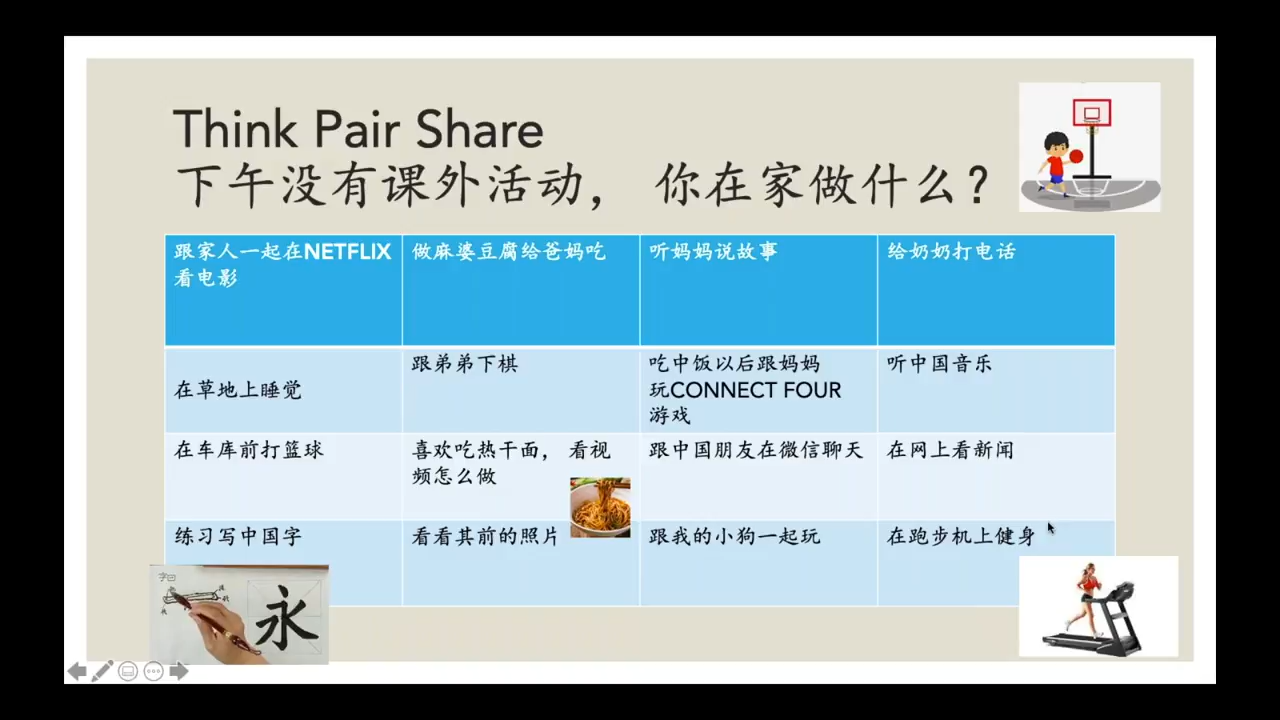 Think Pair Share
下午没有课外活动， 你在家做什么？
跟家人一起在NETFLIX
看电影
做麻婆豆腐给爸妈吃
听妈妈说故事
给奶奶打电话
在草地上睡觉
跟弟弟下棋
吃中饭以后跟妈妈
玩CONNECT FOUR
游戏
听中国音乐
在车库前打篮球
喜欢吃热干面， 看视
频怎么做
跟中国朋友在微信聊天
在网上看新闻
练习写中国字
看看其前的照片
跟我的小狗一起玩
在跑步机上健身
永